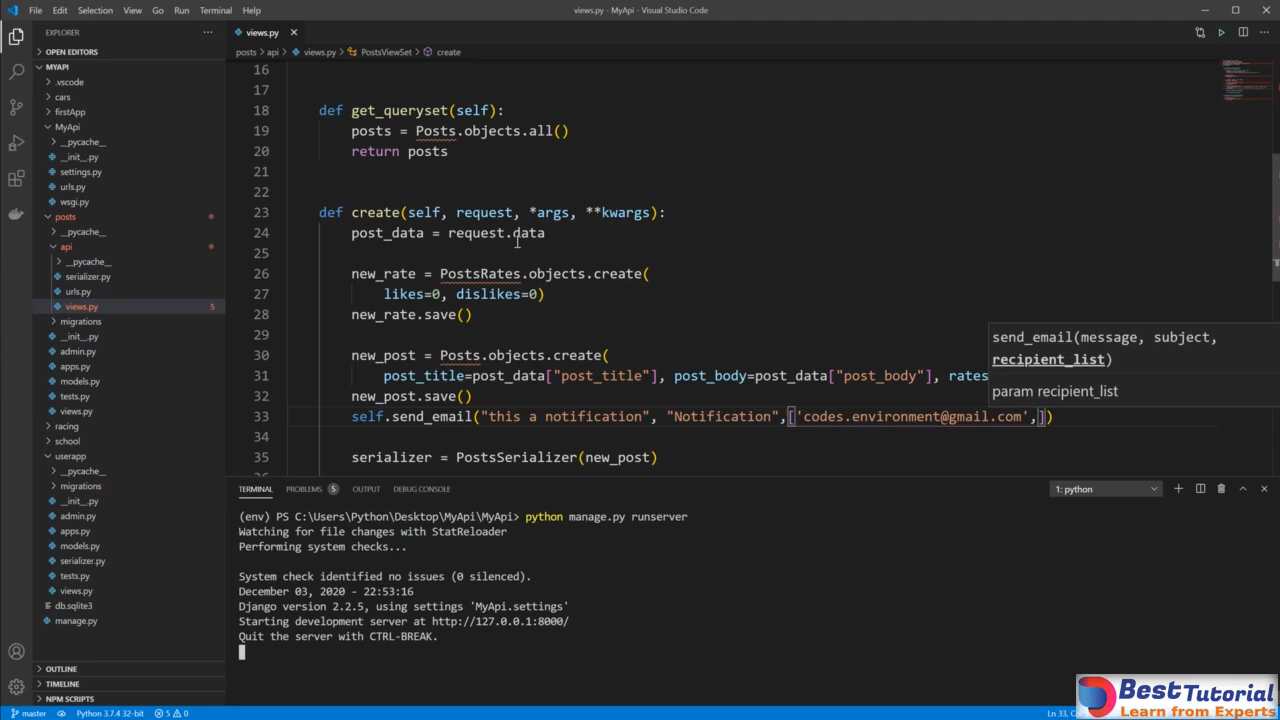 File Edit Selection View Go Run Terminal Help
views.py - MyApi - Visual Studio Code
EXPLORER
OPEN EDITORS
MYAPI
.vscode
cars
firstApp
MyApi
__pycache__
__init__.py
settings.py
urls.py
wsgi.py
posts
__pycache__
api
__pycache__
serializer.py
urls.py
views.py 5
migrations
__init__.py
admin.py
apps.py
models.py
tests.py
views.py
racing
school
userapp
__pycache__
migrations
__init__.py
admin.py
apps.py
models.py
serializer.py
tests.py
views.py
db.sqlite3
manage.py
OUTLINE
TIMELINE
NPM SCRIPTS
views.py
posts > api > views.py > PostsViewSet > create
16
17
18 def get_queryset(self):
19 posts = Posts.objects.all()
20 return posts
21
22
23 def create(self, request, *args, **kwargs):
24 post_data = request.data
25
26 new_rate = PostsRates.objects.create(
27 likes=0, dislikes=0)
28 new_rate.save()
29
30 new_post = Posts.objects.create(
31 post_title=post_data["post_title"], post_body=post_data["post_body"], rates
32 new_post.save()
33 self.send_email("this a notification", "Notification",['codes.environment@gmail.com',])
34
35 serializer = PostsSerializer(new_post)
send_email(message, subject,
recipient_list)
param recipient_list
TERMINAL PROBLEMS 5 OUTPUT DEBUG CONSOLE
1: python
(env) PS C:\Users\Python\Desktop\MyApi\MyApi> python manage.py runserver
Watching for file changes with StatReloader
Performing system checks...
System check identified no issues (0 silenced).
December 03, 2020 - 22:53:16
Django version 2.2.5, using settings 'MyApi.settings'
Starting development server at http://127.0.0.1:8000/
Quit the server with CTRL-BREAK.
master Python 3.7.4 32-bit 5 0
Ln 33,
BestTutorial
Learn from Experts